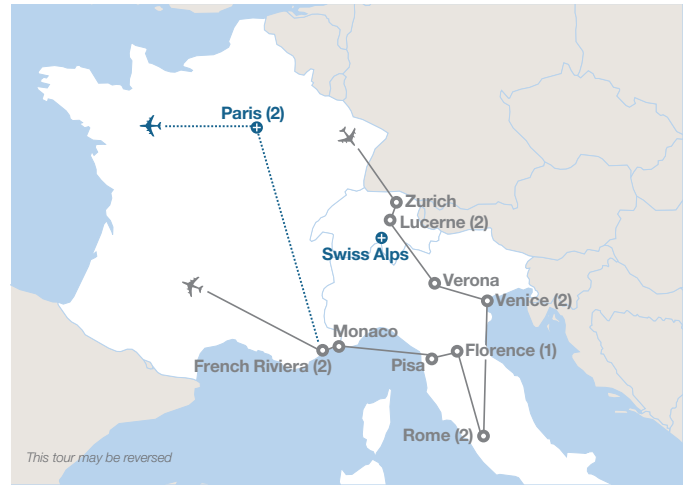 Paris (2)
Zurich
Lucerne (2)
Swiss Alps
Verona
Venice (2)
Monaco
Florence (1)
French Riviera (2)
Pisa
Rome (2)
This tour may be reversed